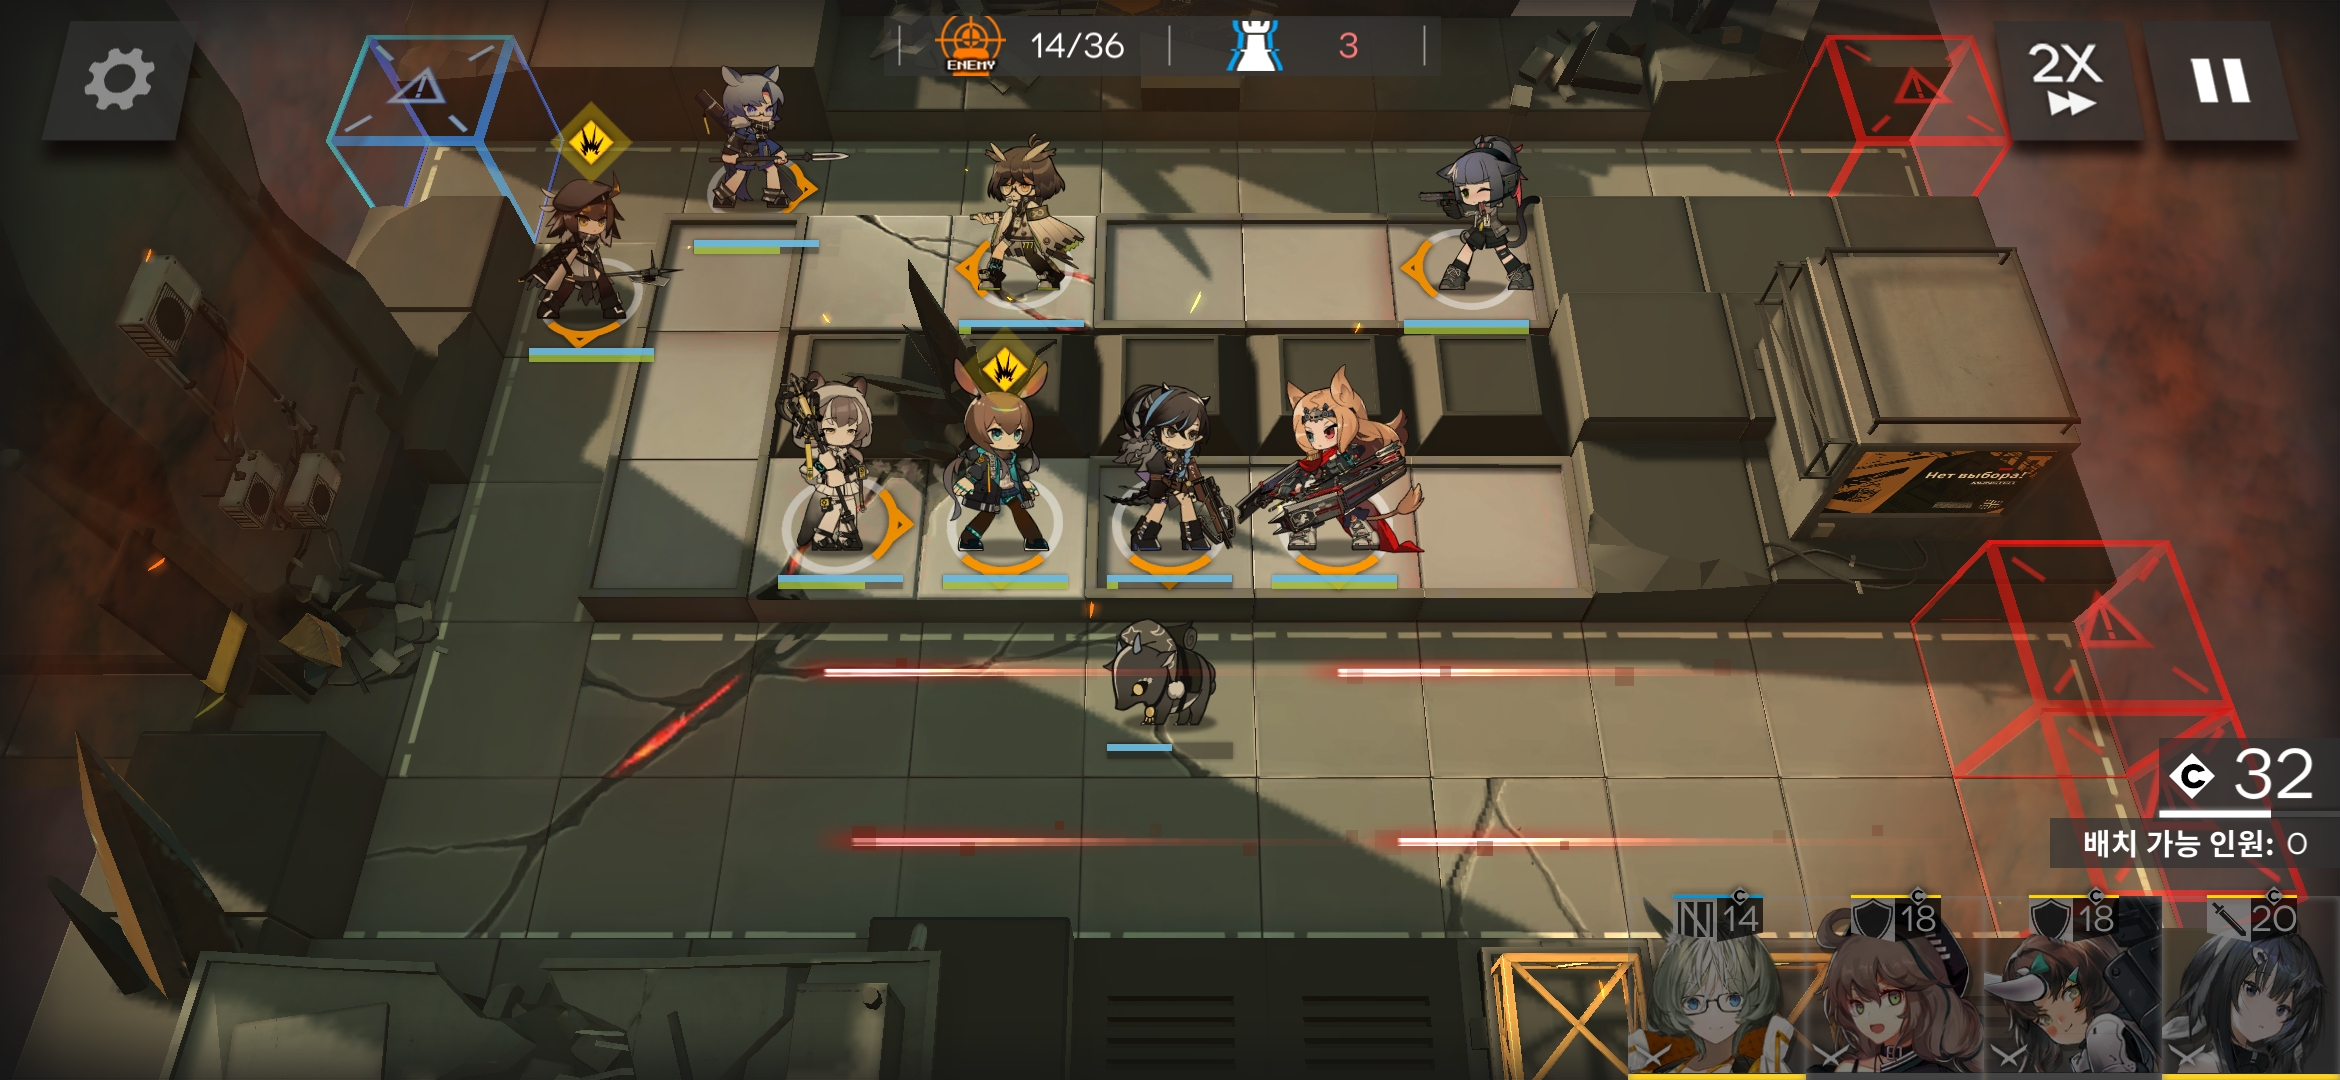 ENEMY
14/36
3
2X
Нет выбора!
C 32
배치 가능 인원: 0
C 14
C 18
C 18
C 20